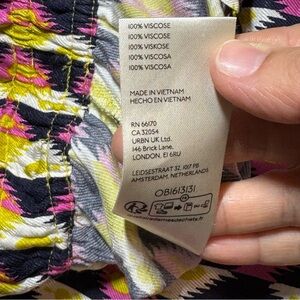 100% VISCOSE
100% VISCOSE
100% VISKOSE
100% VISCOSA
100% VISCOSA
MADE IN VIETNAM
HECHO EN VIETNAM
RN 66170
CA 32054
URBN UK Ltd.
146 Brick Lane,
LONDON. E1 6RU
LEIDSESTRAAT 32, 1017 PB
AMSTERDAM. NETHERLANDS
OB1613131